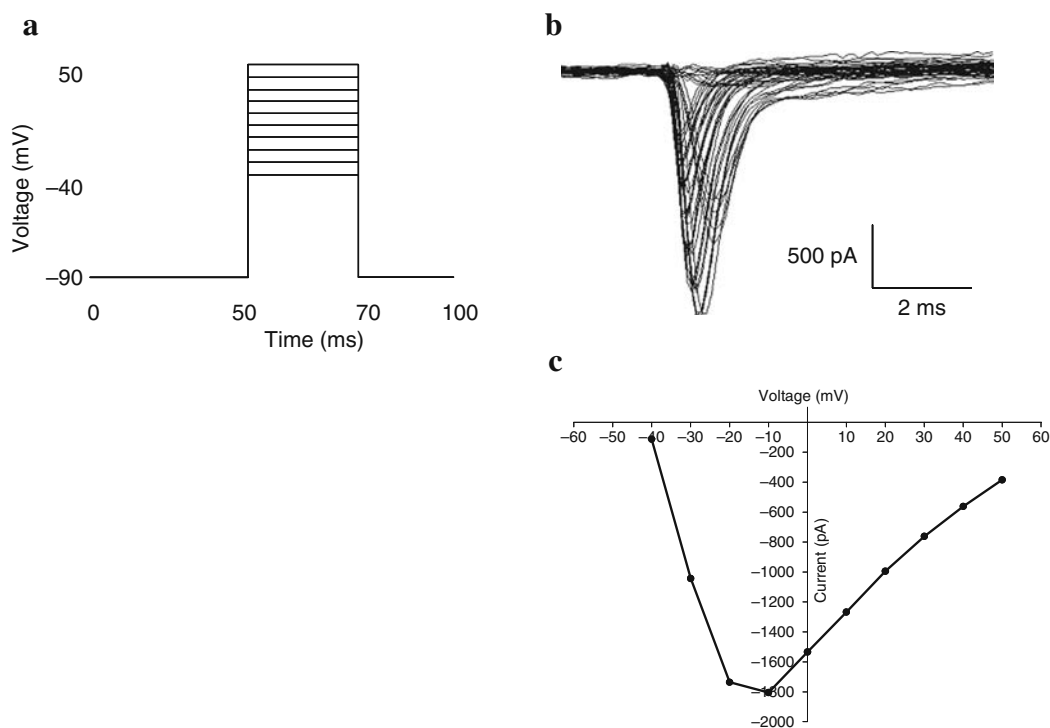 a
50
−40
−90
Voltage (mV)
0 50 70 100
Time (ms)
b
500 pA
2 ms
c
Voltage (mV)
−60 −50 −40 −30 −20 −10 10 20 30 40 50 60
−200
−400
−600
−800
−1000
−1200
−1400
−1600
−1800
−2000
Current (pA)